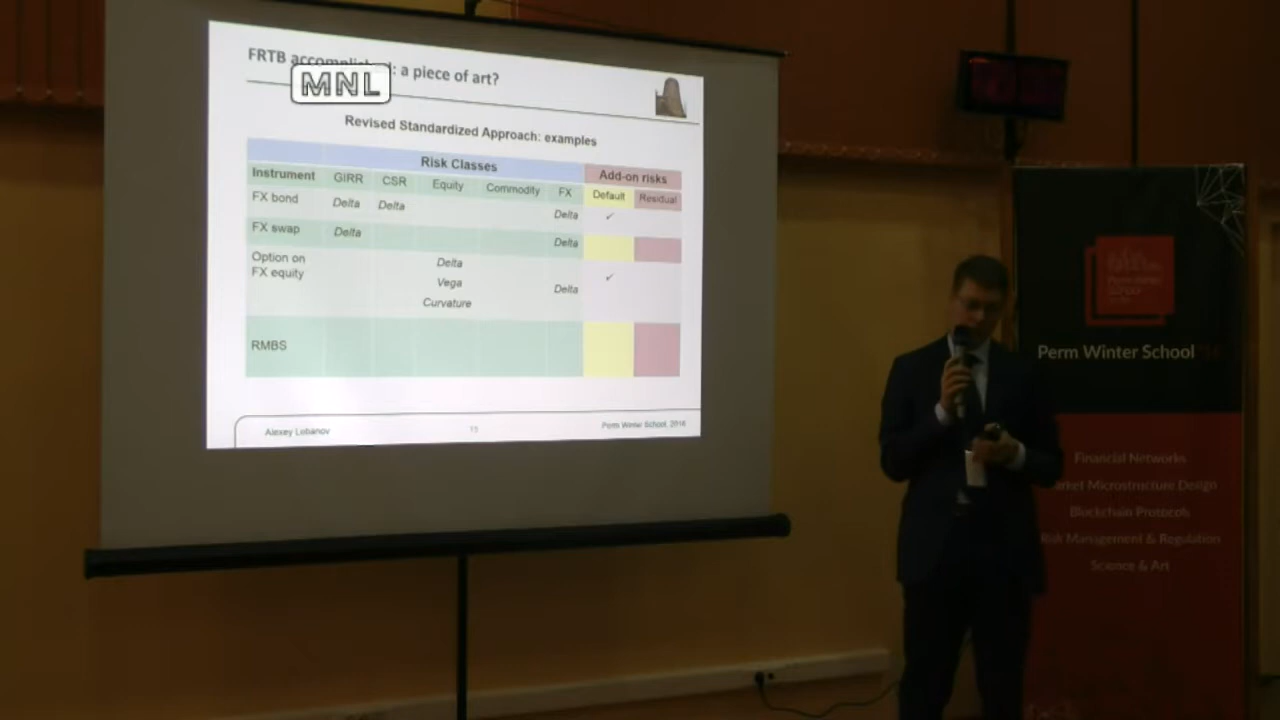 FRTB accomplished: a piece of art?
MNL
Revised Standardized Approach: examples
Risk Classes Add-on risks
Instrument GIRR CSR Equity Commodity FX Default Residual
FX bond Delta Delta Delta ✓
FX swap Delta Delta
Option on
FX equity
Delta
Vega
Curvature
Delta ✓
RMBS
Alexey Lobanov 15 Perm Winter School, 2016
Perm Winter School
Financial Networks
Market Microstructure Design
Blockchain Protocols
Risk Management & Regulation
Science & Art